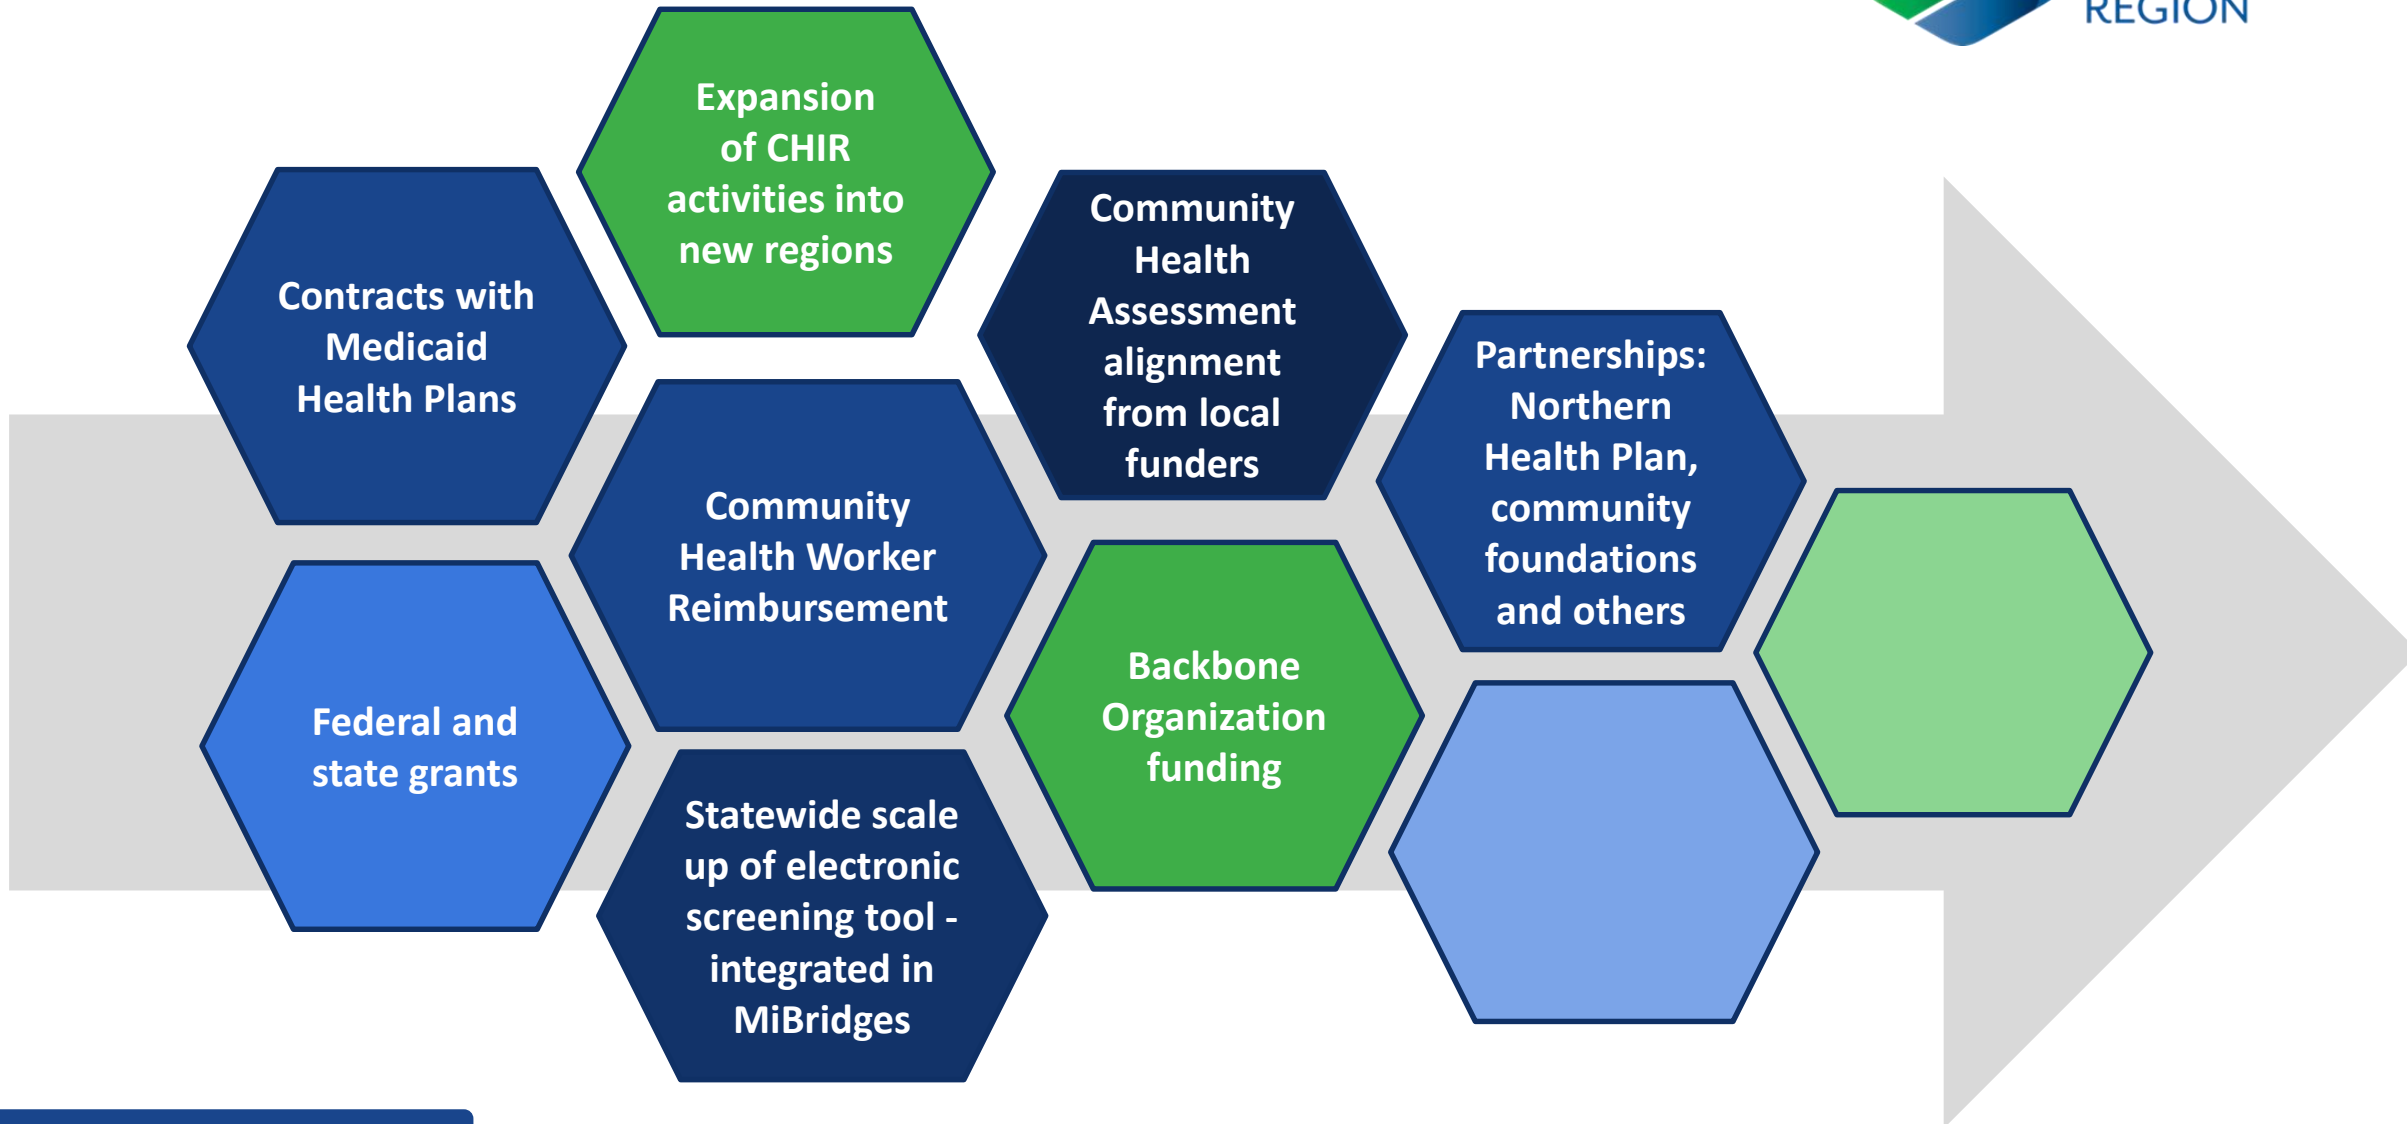 REGION
Expansion
of CHIR
activities into
new regions
Contracts with
Medicaid
Health Plans
Community
Health
Assessment
alignment
from local
funders
Partnerships:
Northern
Health Plan,
community
foundations
and others
Community
Health Worker
Reimbursement
Federal and
state grants
Backbone
Organization
funding
Statewide scale
up of electronic
screening tool -
integrated in
MiBridges